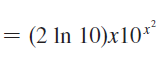 = (2 ln 10)x10^{x^2}